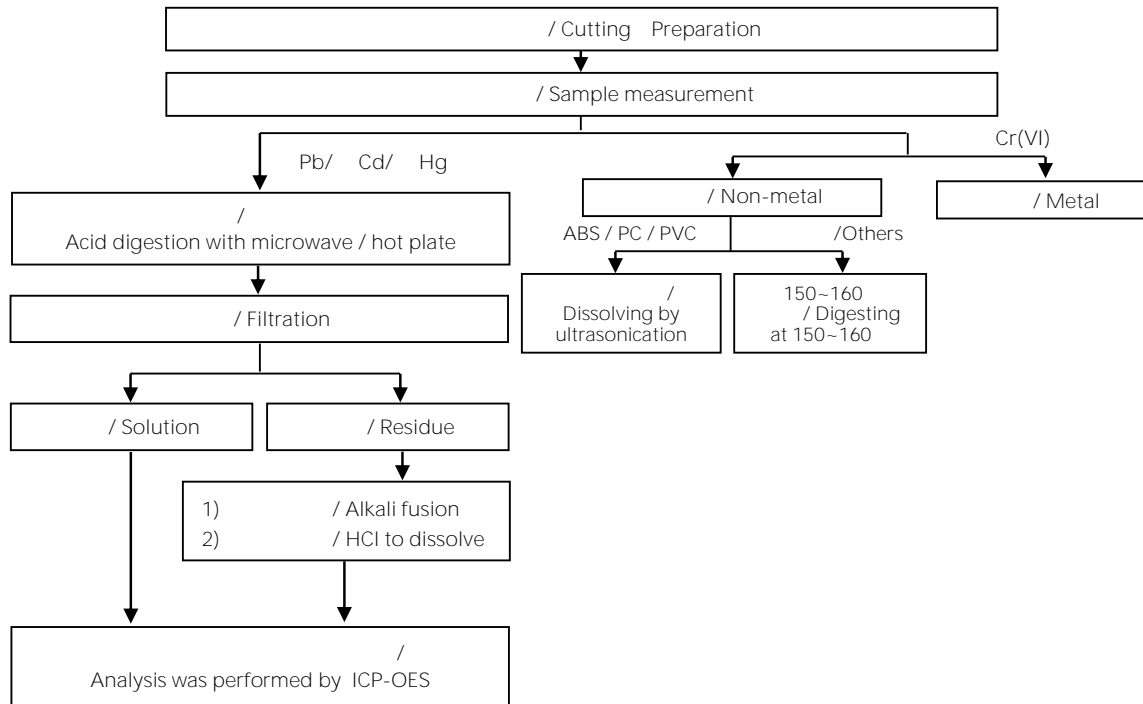 / Cutting Preparation
/ Sample measurement
Pb/ Cd/ Hg
Cr(VI)
/
Acid digestion with microwave / hot plate
/ Non-metal
/ Metal
ABS / PC / PVC
/Others
/
Dissolving by
ultrasonication
150~160
/ Digesting
at 150~160
/ Filtration
/ Solution
/ Residue
1) / Alkali fusion
2) / HCl to dissolve
/
Analysis was performed by ICP-OES